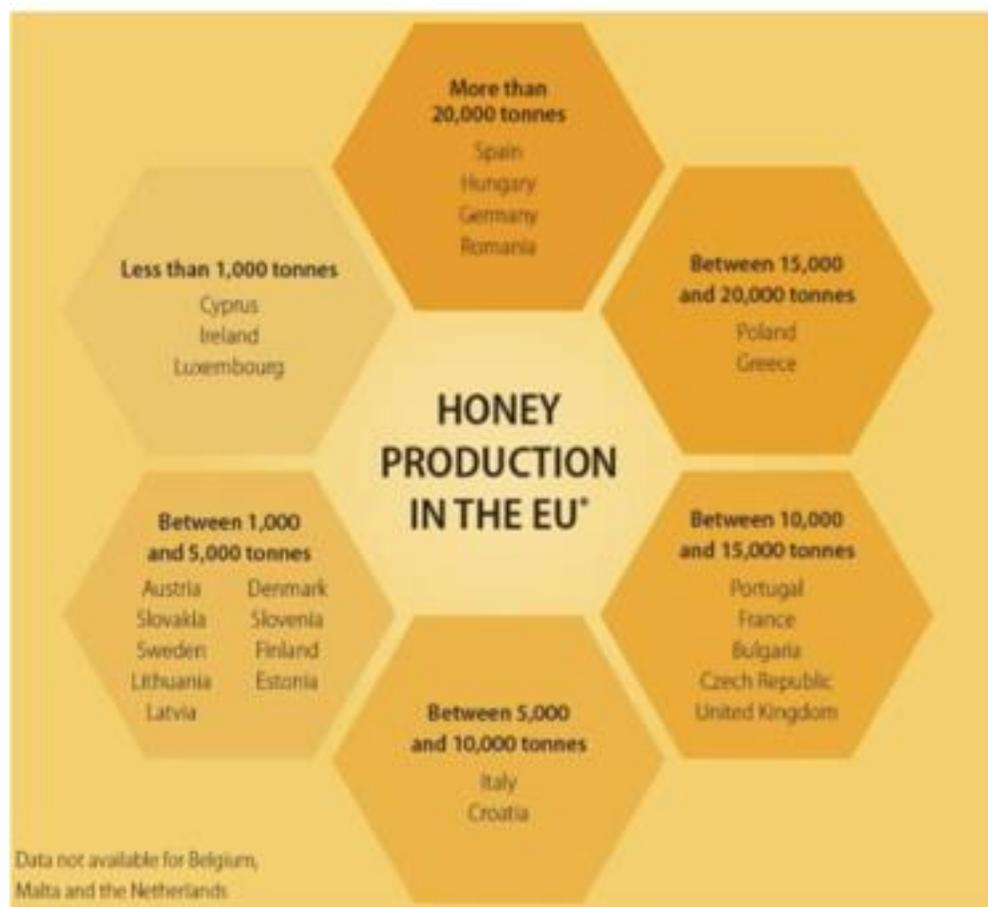 More than
20,000 tonnes
Spain
Hungary
Germany
Romania
Between 15,000
and 20,000 tonnes
Poland
Greece
Between 10,000
and 15,000 tonnes
Portugal
France
Bulgaria
Czech Republic
United Kingdom
Between 5,000
and 10,000 tonnes
Italy
Croatia
Between 1,000
and 5,000 tonnes
Austria Denmark
Slovakla Slovenia
Sweden Finland
Lithuania Estonia
Latvia
Less than 1,000 tonnes
Cyprus
Ireland
Luxembourg
HONEY
PRODUCTION
IN THE EU*
Data not available for Belgium,
Malta and the Netherlands